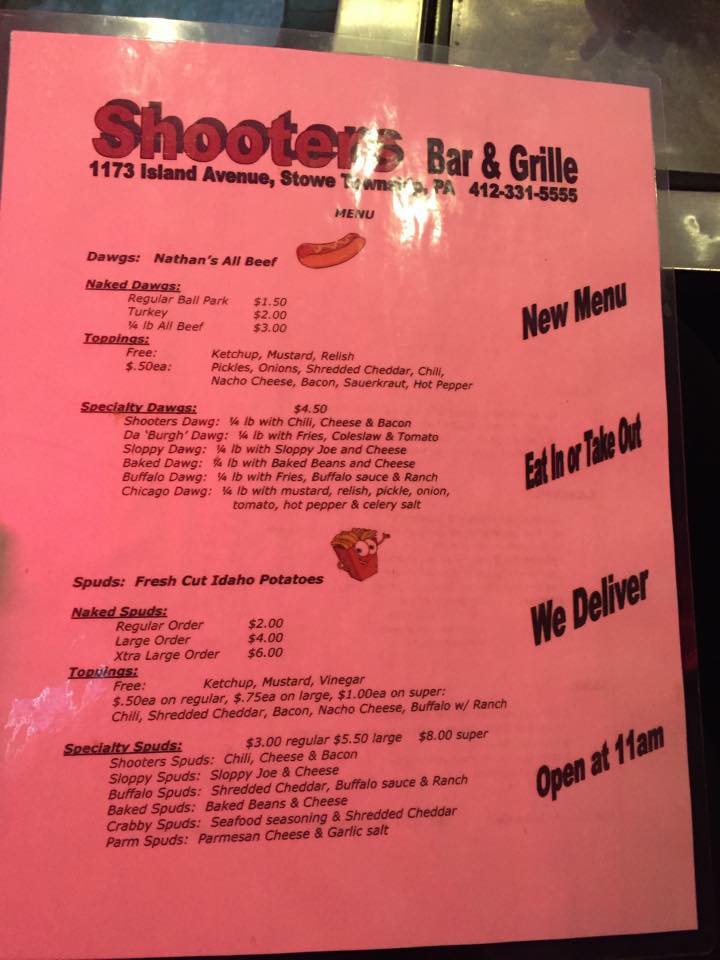 Shooters Bar & Grille
1173 Island Avenue, Stowe Township, PA 412-331-5555
MENU
Dawgs: Nathan's All Beef
Naked Dawgs:
Regular Ball Park $1.50
Turkey $2.00
¼ lb All Beef $3.00
Toppings:
Free: Ketchup, Mustard, Relish
$.50ea: Pickles, Onions, Shredded Cheddar, Chili,
Nacho Cheese, Bacon, Sauerkraut, Hot Pepper
New Menu
Specialty Dawgs: $4.50
Shooters Dawg: ¼ lb with Chili, Cheese & Bacon
Da 'Burgh' Dawg: ¼ lb with Fries, Coleslaw & Tomato
Sloppy Dawg: ¼ lb with Sloppy Joe and Cheese
Baked Dawg: ¼ lb with Baked Beans and Cheese
Buffalo Dawg: ¼ lb with Fries, Buffalo sauce & Ranch
Chicago Dawg: ¼ lb with mustard, relish, pickle, onion,
tomato, hot pepper & celery salt
Eat In or Take Out
Spuds: Fresh Cut Idaho Potatoes
Naked Spuds:
Regular Order $2.00
Large Order $4.00
Xtra Large Order $6.00
We Deliver
Toppings:
Free: Ketchup, Mustard, Vinegar
$.50ea on regular, $.75ea on large, $1.00ea on super:
Chili, Shredded Cheddar, Bacon, Nacho Cheese, Buffalo w/ Ranch
Specialty Spuds: $3.00 regular $5.50 large $8.00 super
Shooters Spuds: Chili, Cheese & Bacon
Sloppy Spuds: Sloppy Joe & Cheese
Buffalo Spuds: Shredded Cheddar, Buffalo sauce & Ranch
Baked Spuds: Baked Beans & Cheese
Crabby Spuds: Seafood seasoning & Shredded Cheddar
Parm Spuds: Parmesan Cheese & Garlic salt
Open at 11am